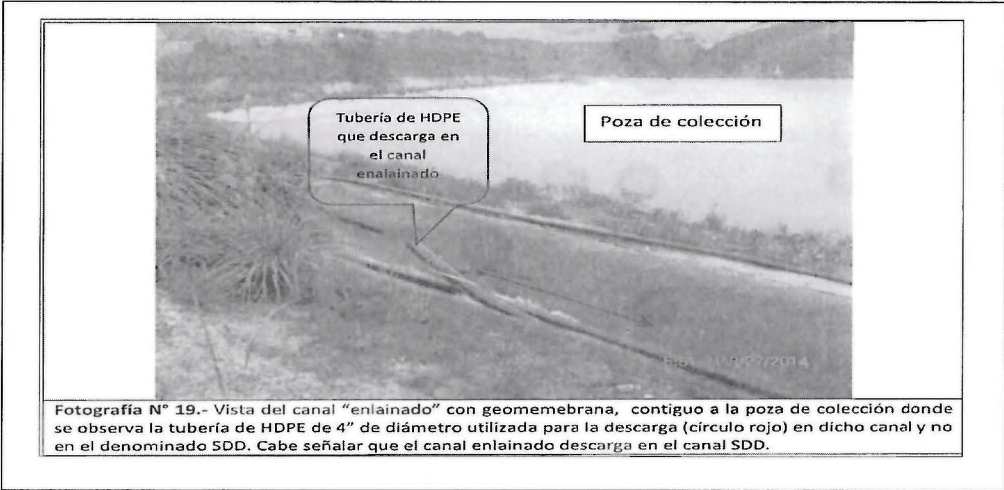 Tubería de HDPE
que descarga en
el canal
enalainado
Poza de colección
Fotografía N° 19.- Vista del canal "enlainado" con geomemebrana, contiguo a la poza de colección donde
se observa la tubería de HDPE de 4" de diámetro utilizada para la descarga (círculo rojo) en dicho canal y no
en el denominado SDD. Cabe señalar que el canal enlainado descarga en el canal SDD.